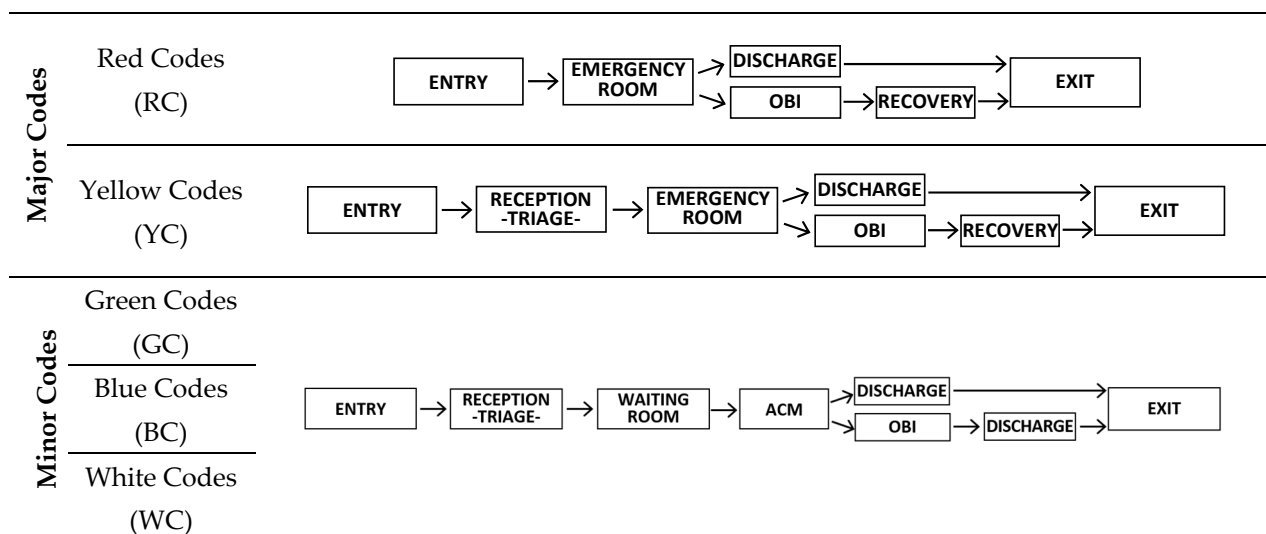 Major Codes
Red Codes
(RC)
ENTRY
EMERGENCY
ROOM
DISCHARGE
OBI
RECOVERY
EXIT
Yellow Codes
(YC)
ENTRY
RECEPTION
-TRIAGE-
EMERGENCY
ROOM
DISCHARGE
OBI
RECOVERY
EXIT
Minor Codes
Green Codes
(GC)
Blue Codes
(BC)
White Codes
(WC)
ENTRY
RECEPTION
-TRIAGE-
WAITING
ROOM
ACM
DISCHARGE
OBI
DISCHARGE
EXIT